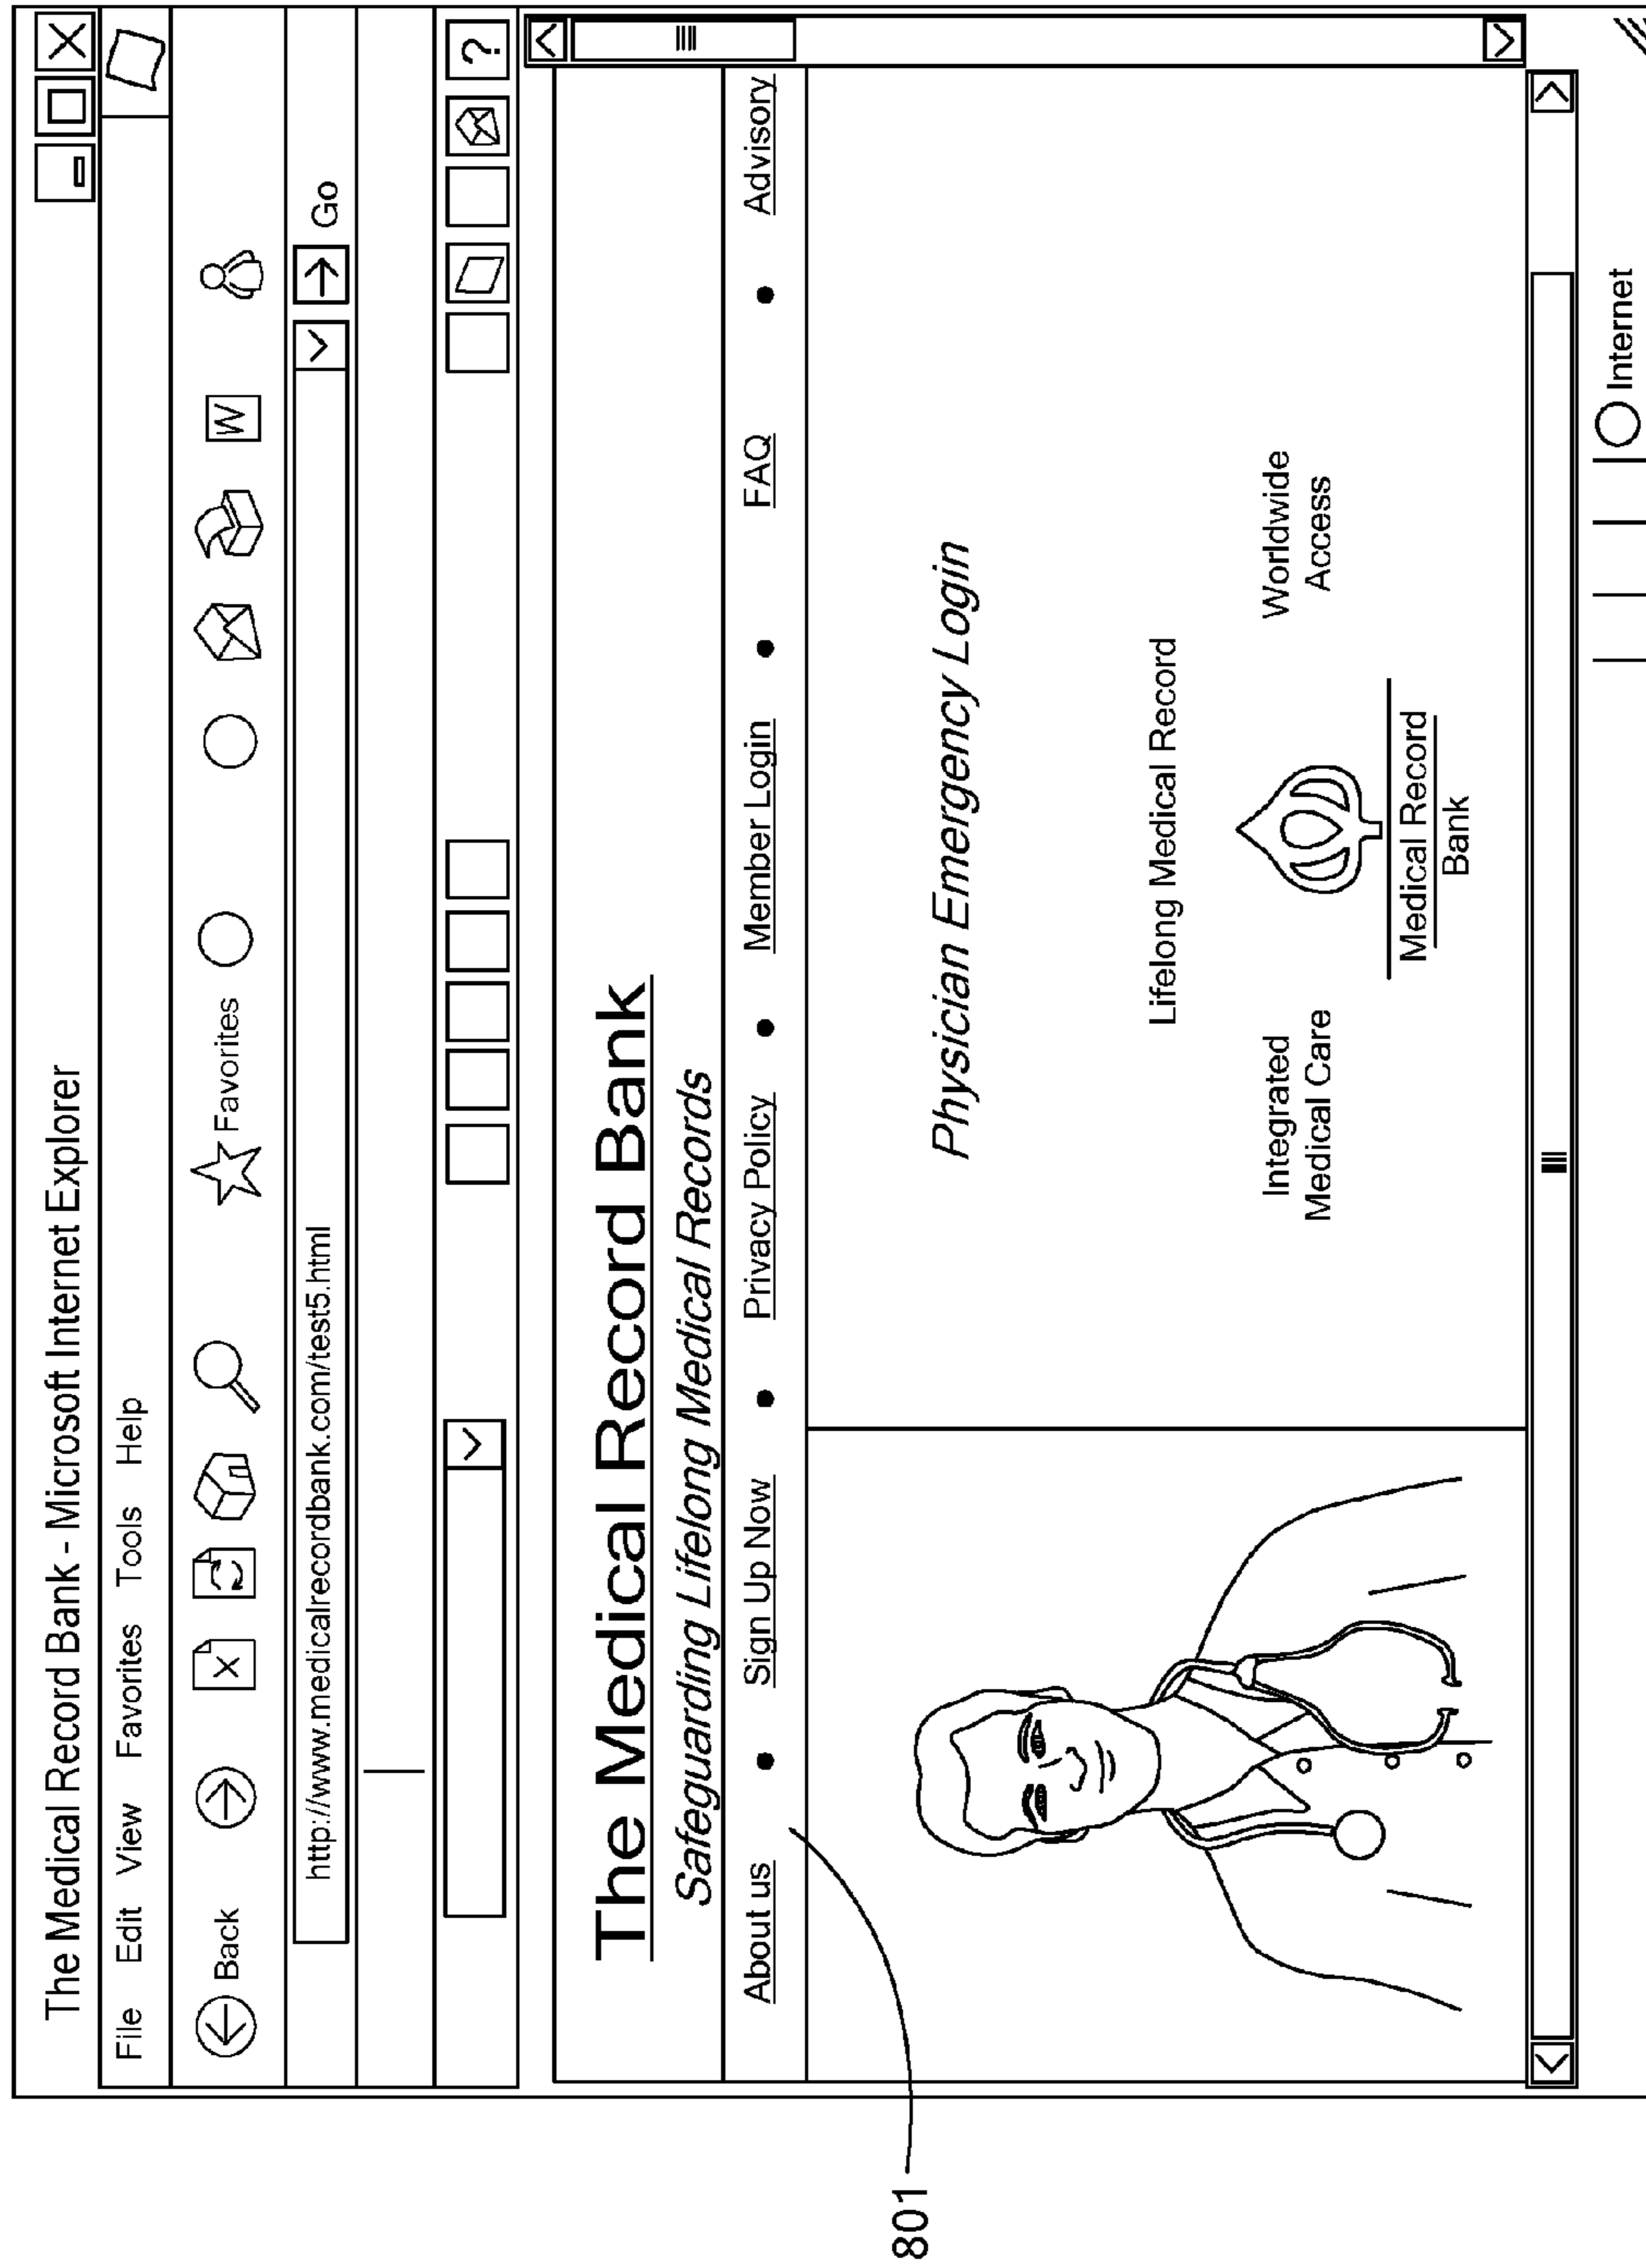 The Medical Record Bank - Microsoft Internet Explorer
File Edit View Favorites Tools Help
Back Favorites W
http://www.medicalrecordbank.com/test5.html Go
?
The Medical Record Bank
Safeguarding Lifelong Medical Records
About us • Sign Up Now • Privacy Policy • Member Login • FAQ • Advisory
801
Physician Emergency Login
Lifelong Medical Record
Integrated
Medical Care
Worldwide
Access
Medical Record
Bank
Internet